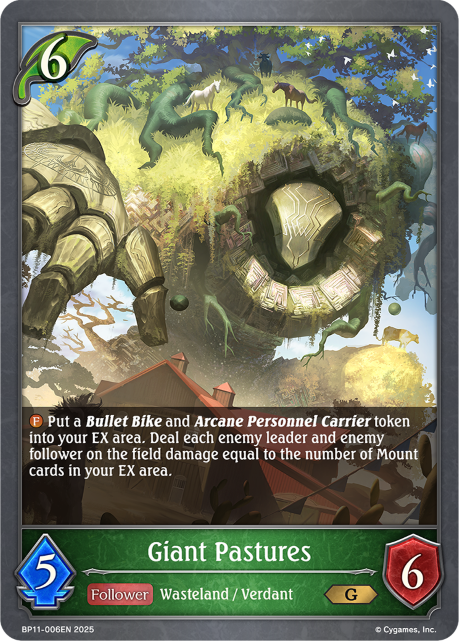 6
F Put a Bullet Bike and Arcane Personnel Carrier token
into your EX area. Deal each enemy leader and enemy
follower on the field damage equal to the number of Mount
cards in your EX area.
Giant Pastures
5
Follower Wasteland / Verdant G
6
BP11-006EN 2025 © Cygames, Inc.